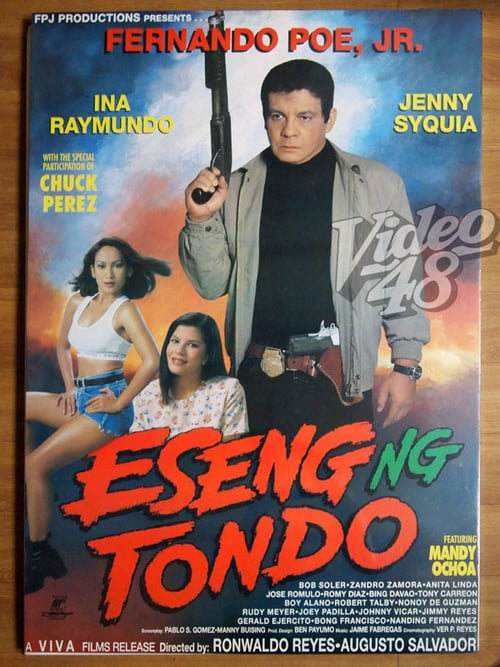 FPJ PRODUCTIONS PRESENTS . . .
FERNANDO POE, JR.
INA
RAYMUNDO
JENNY
SYQUIA
WITH THE SPECIAL
PARTICIPATION OF
CHUCK
PEREZ
Video
48
ESENG NG
TONDO
FEATURING
MANDY
OCHOA
BOB SOLER·ZANDRO ZAMORA·ANITA LINDA
JOSE ROMULO·ROMY DIAZ·BING DAVAO·TONY CARREON
BOY ALANO·ROBERT TALBY·NONOY DE GUZMAN
RUDY MEYER·JOEY PADILLA·JOHNNY VICAR·JIMMY REYES
GERALD EJERCITO·BONG FRANCISCO·NANDING FERNANDEZ
Screenplay: PABLO S. GOMEZ-MANNY BUISING Prod. Design: BEN PAYUMO Music: JAIME FABREGAS Cinematography: VER P. REYES
A VIVA FILMS RELEASE Directed by: RONWALDO REYES·AUGUSTO SALVADOR